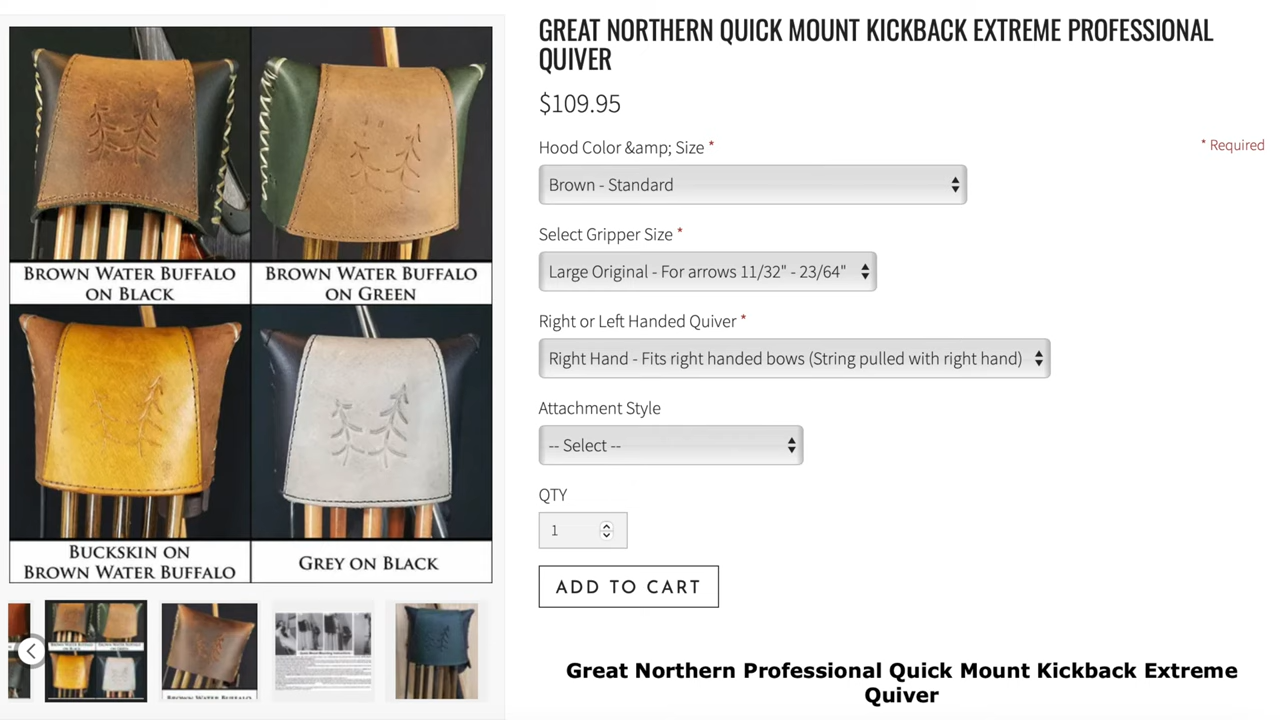 GREAT NORTHERN QUICK MOUNT KICKBACK EXTREME PROFESSIONAL
QUIVER
$109.95
Hood Color &amp; Size *
* Required
Brown - Standard
Select Gripper Size *
Large Original - For arrows 11/32" - 23/64"
Right or Left Handed Quiver *
Right Hand - Fits right handed bows (String pulled with right hand)
Attachment Style
-- Select --
QTY
1
ADD TO CART
Great Northern Professional Quick Mount Kickback Extreme
Quiver
BROWN WATER BUFFALO
ON BLACK
BROWN WATER BUFFALO
ON GREEN
BUCKSKIN ON
BROWN WATER BUFFALO
GREY ON BLACK